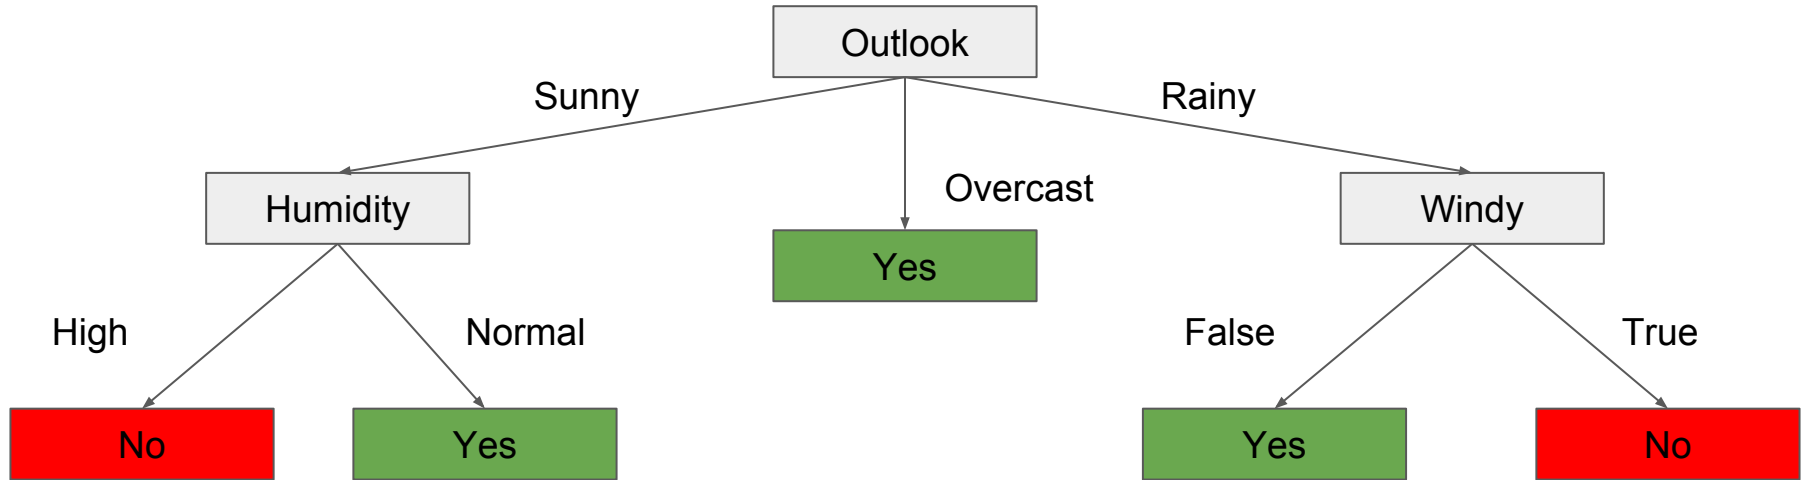 Outlook
Sunny
Rainy
Humidity
Overcast
Windy
Yes
High
Normal
False
True
No
Yes
Yes
No